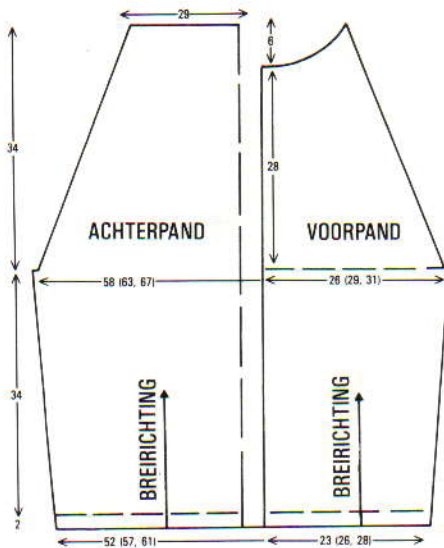 29
6
34
28
ACHTERPAND
VOORPAND
58 (63, 67)
26 (29, 31)
34
BREIRICHTING
BREIRICHTING
2
52 (57, 61)
23 (26, 28)